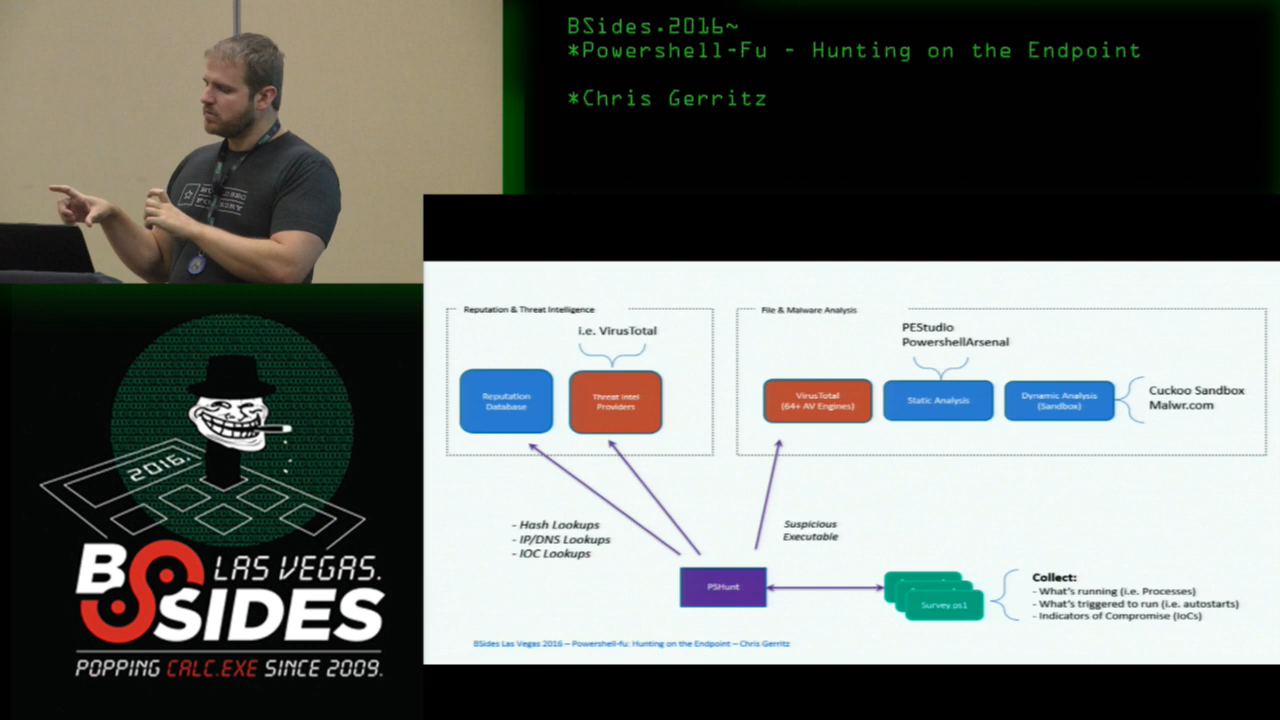 BSides.2016~
*Powershell-Fu - Hunting on the Endpoint
*Chris Gerritz
Reputation & Threat Intelligence
i.e. VirusTotal
Reputation
Database
Threat Intel
Providers
File & Malware Analysis
PEStudio
PowershellArsenal
VirusTotal
(64+ AV Engines)
Static Analysis
Dynamic Analysis
(Sandbox)
Cuckoo Sandbox
Malwr.com
- Hash Lookups
- IP/DNS Lookups
- IOC Lookups
Suspicious
Executable
PSHunt
Survey.ps1
Collect:
- What's running (i.e. Processes)
- What's triggered to run (i.e. autostarts)
- Indicators of Compromise (IoCs)
BSides Las Vegas 2016 – Powershell-fu: Hunting on the Endpoint – Chris Gerritz
2016.
BSIDES
LAS VEGAS.
POPPING CALC.EXE SINCE 2009.